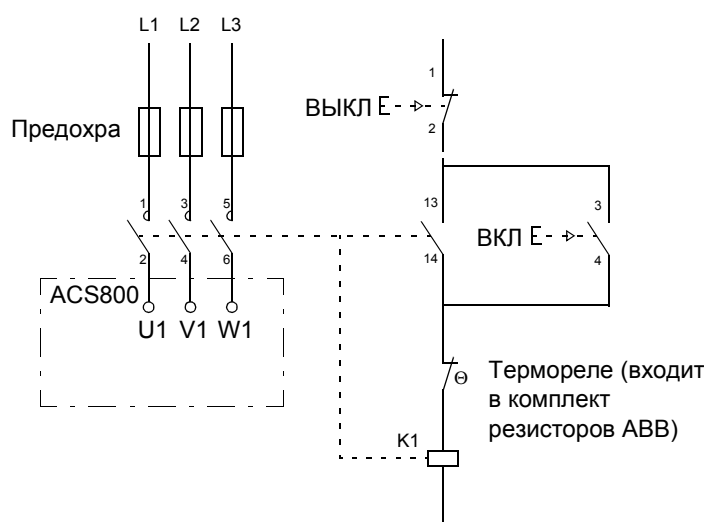 L1 L2 L3
1
ВЫКЛ
2
Предохра
1 3 5
13
3
ВКЛ
2 4 6
14
4
ACS800
U1 V1 W1
Θ
Термореле (входит
в комплект
резисторов ABB)
K1